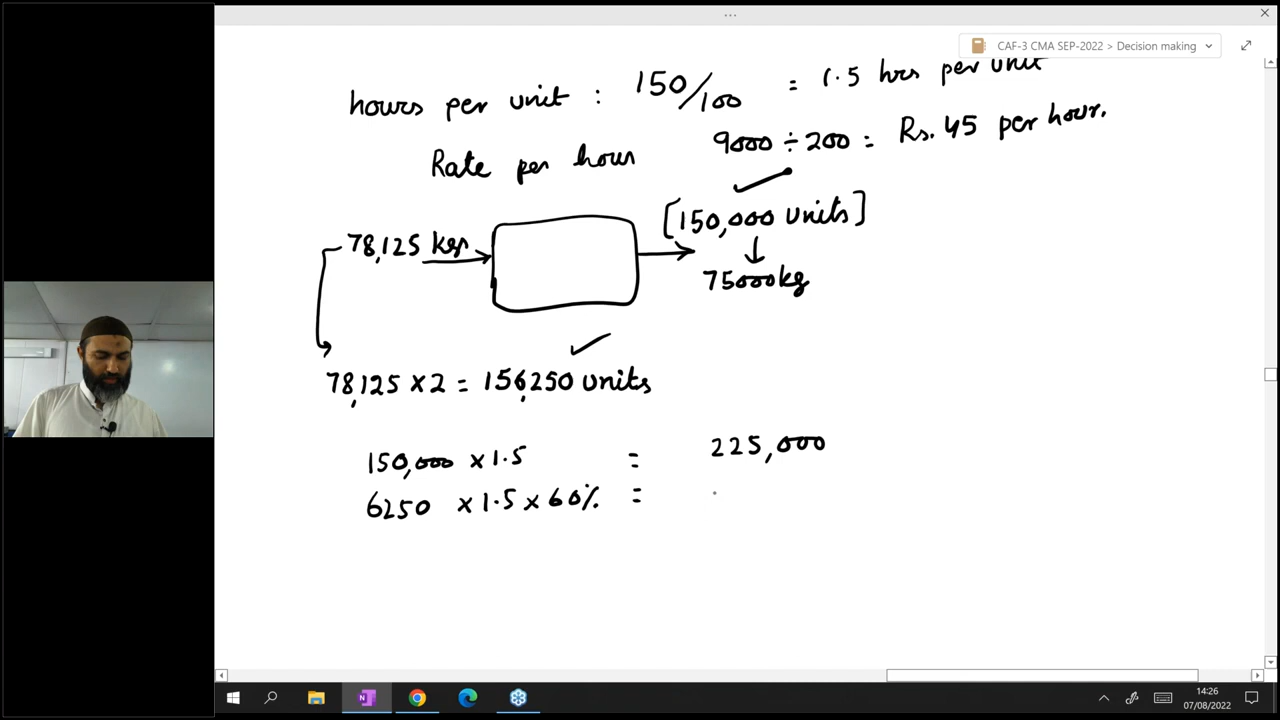 CAF-3 CMA SEP-2022 > Decision making
hours per unit : 150/100 = 1.5 hrs per unit
Rate per hour 9000 ÷ 200 = Rs. 45 per hour.
78,125 kgs [150,000 units]
75000kg
78,125 x 2 = 156,250 units
150,000 x 1.5 = 225,000
6250 x 1.5 x 60% =
14:26
07/08/2022